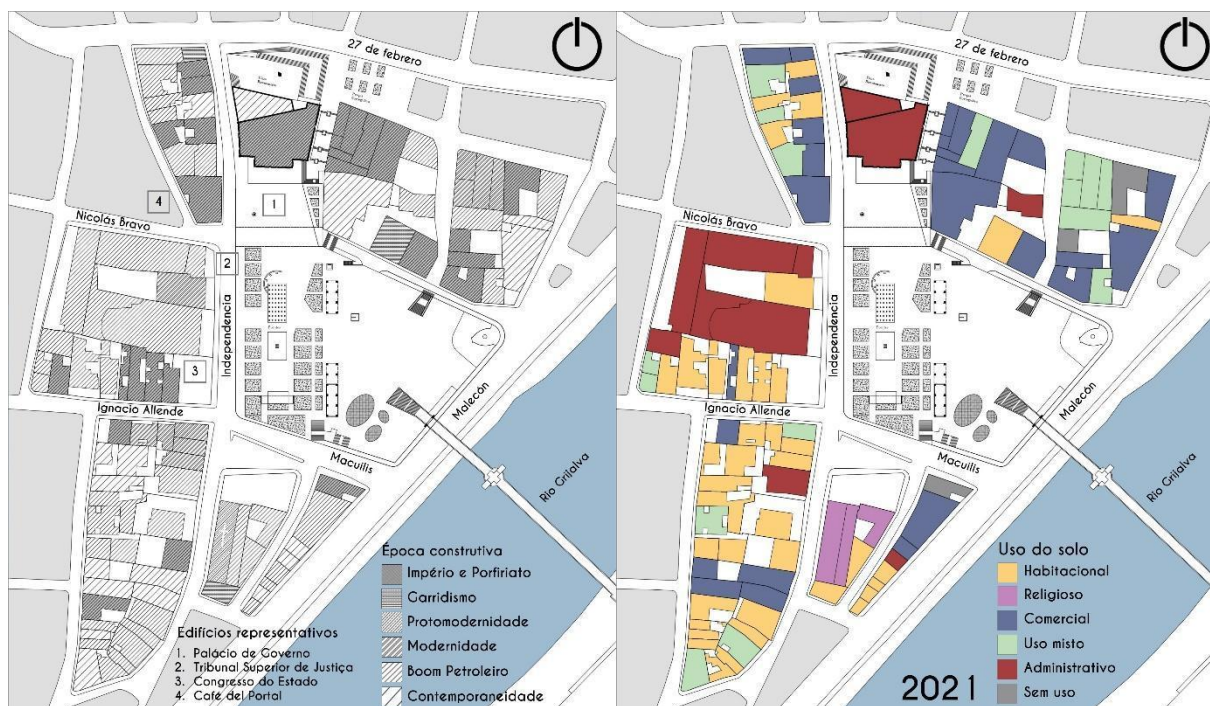 27 de febrero
4
1
Nicolás Bravo
2
Independencia
3
Ignacio Allende
Malecón
Macuilis
Río Grijalva
Edifícios representativos
1. Palácio de Governo
2. Tribunal Superior de Justiça
3. Congresso do Estado
4. Café del Portal
Época construtiva
Império e Porfiriato
Garridismo
Protomodernidade
Modernidade
Boom Petroleiro
Contemporaneidade
27 de febrero
Nicolás Bravo
Independencia
Ignacio Allende
Malecón
Macuilis
Río Grijalva
2021
Uso do solo
Habitacional
Religioso
Comercial
Uso misto
Administrativo
Sem uso